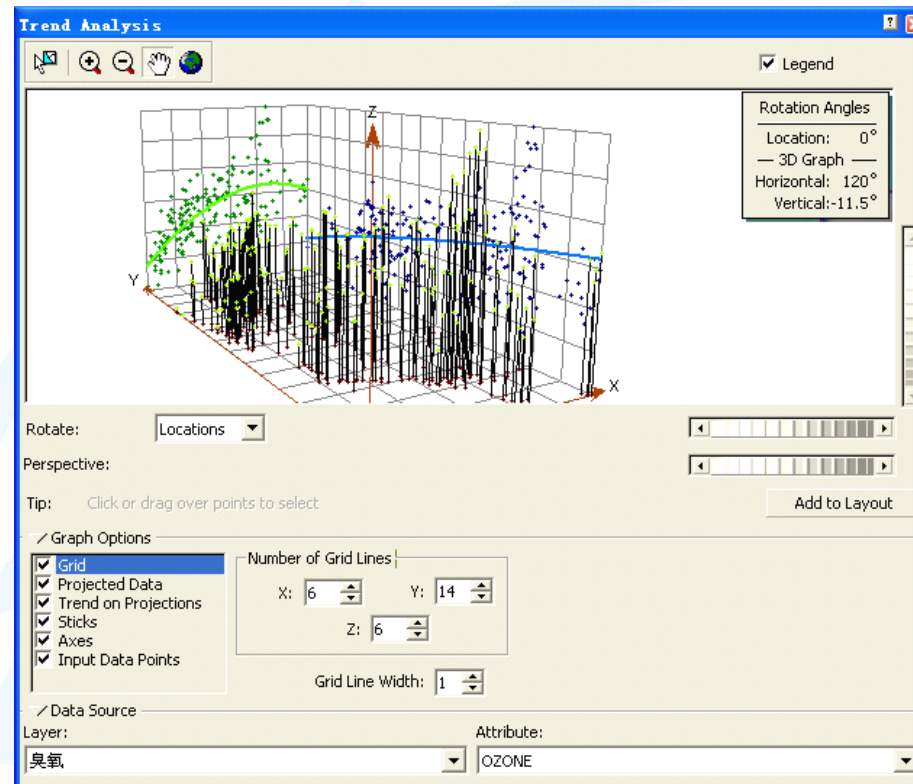 Trend Analysis
Legend
Rotation Angles
Location: 0°
3D Graph
Horizontal: 120°
Vertical:-11.5°
Z
Y
X
Rotate: Locations
Perspective:
Tip: Click or drag over points to select
Add to Layout
Graph Options
Grid
Projected Data
Trend on Projections
Sticks
Axes
Input Data Points
Number of Grid Lines
X: 6 Y: 14
Z: 6
Grid Line Width: 1
Data Source
Layer: Attribute:
臭氧 OZONE